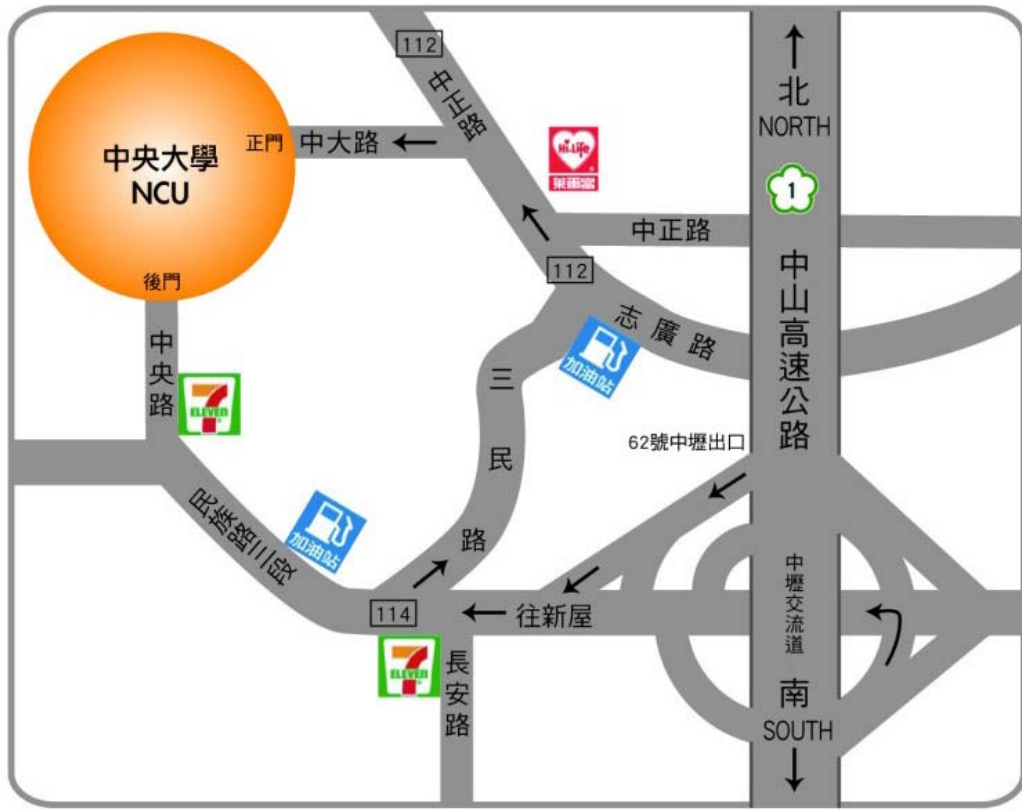 112
中正路
北
NORTH
1
中央大學
NCU
正門
中大路
Hi-Life
萊爾富
中正路
112
後門
志廣路
中山高速公路
中央路
7
ELEVEN
加油站
62號中壢出口
三民路
民族路三段
加油站
114
往新屋
中壢交流道
7
ELEVEN
長安路
南
SOUTH